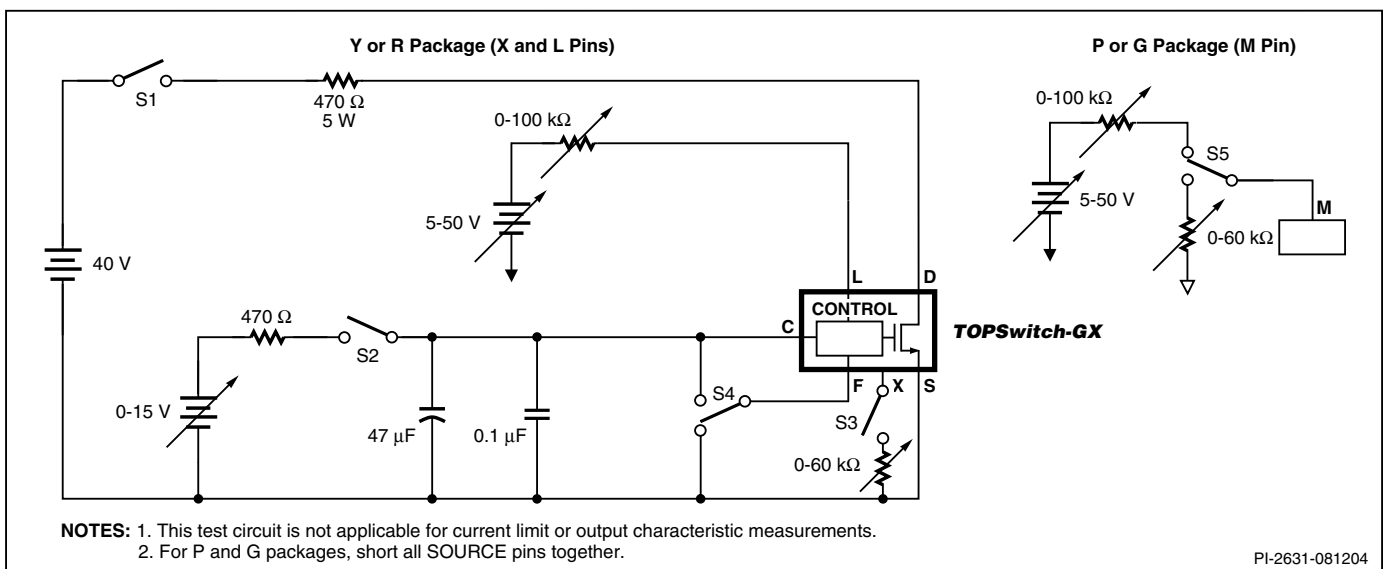 Y or R Package (X and L Pins)
P or G Package (M Pin)
S1
470 Ω
5 W
0-100 kΩ
5-50 V
40 V
470 Ω
S2
0-15 V
47 μF
0.1 μF
S4
L
D
CONTROL
C
TOPSwitch-GX
F
X
S
S3
0-60 kΩ
0-100 kΩ
S5
5-50 V
M
0-60 kΩ
NOTES: 1. This test circuit is not applicable for current limit or output characteristic measurements.
2. For P and G packages, short all SOURCE pins together.
PI-2631-081204